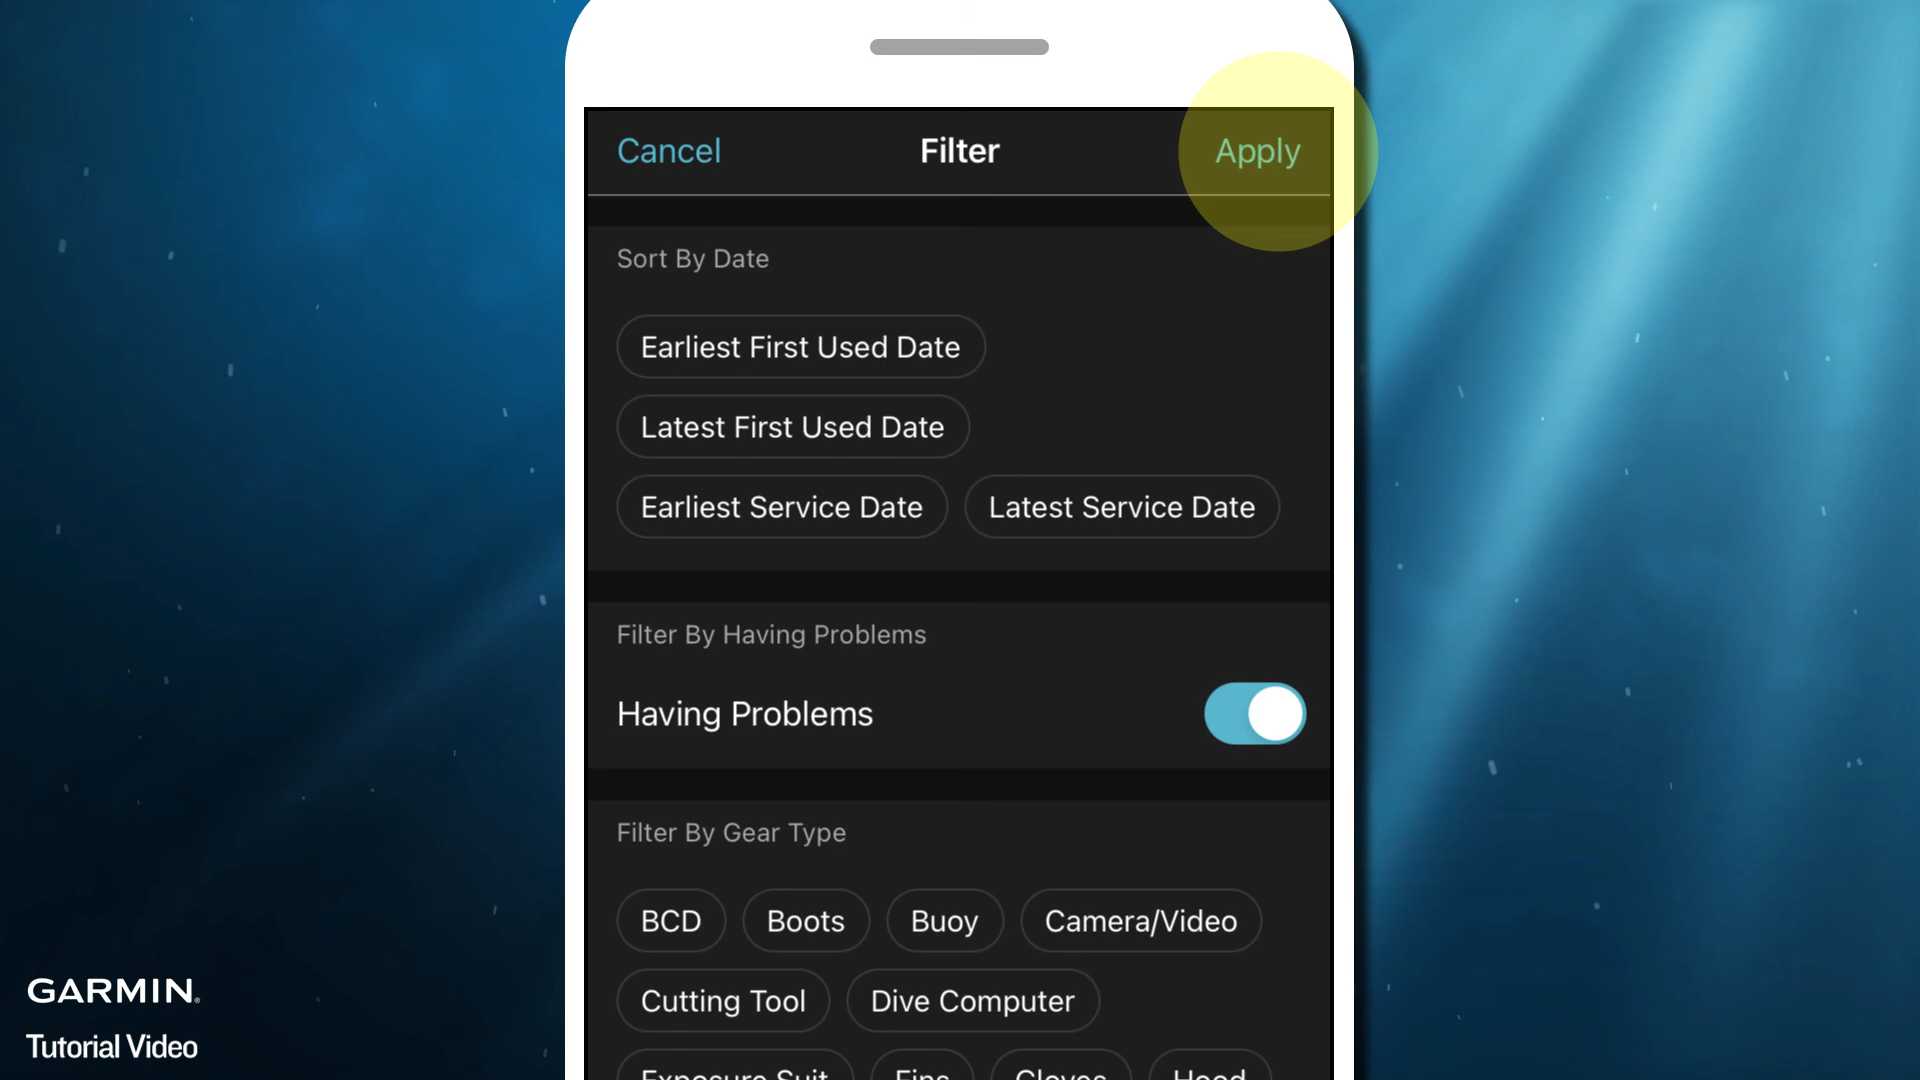 Cancel Filter Apply
Sort By Date
Earliest First Used Date
Latest First Used Date
Earliest Service Date Latest Service Date
Filter By Having Problems
Having Problems
Filter By Gear Type
BCD Boots Buoy Camera/Video
Cutting Tool Dive Computer
Exposure Suit Fins Gloves Hood
GARMIN®
Tutorial Video